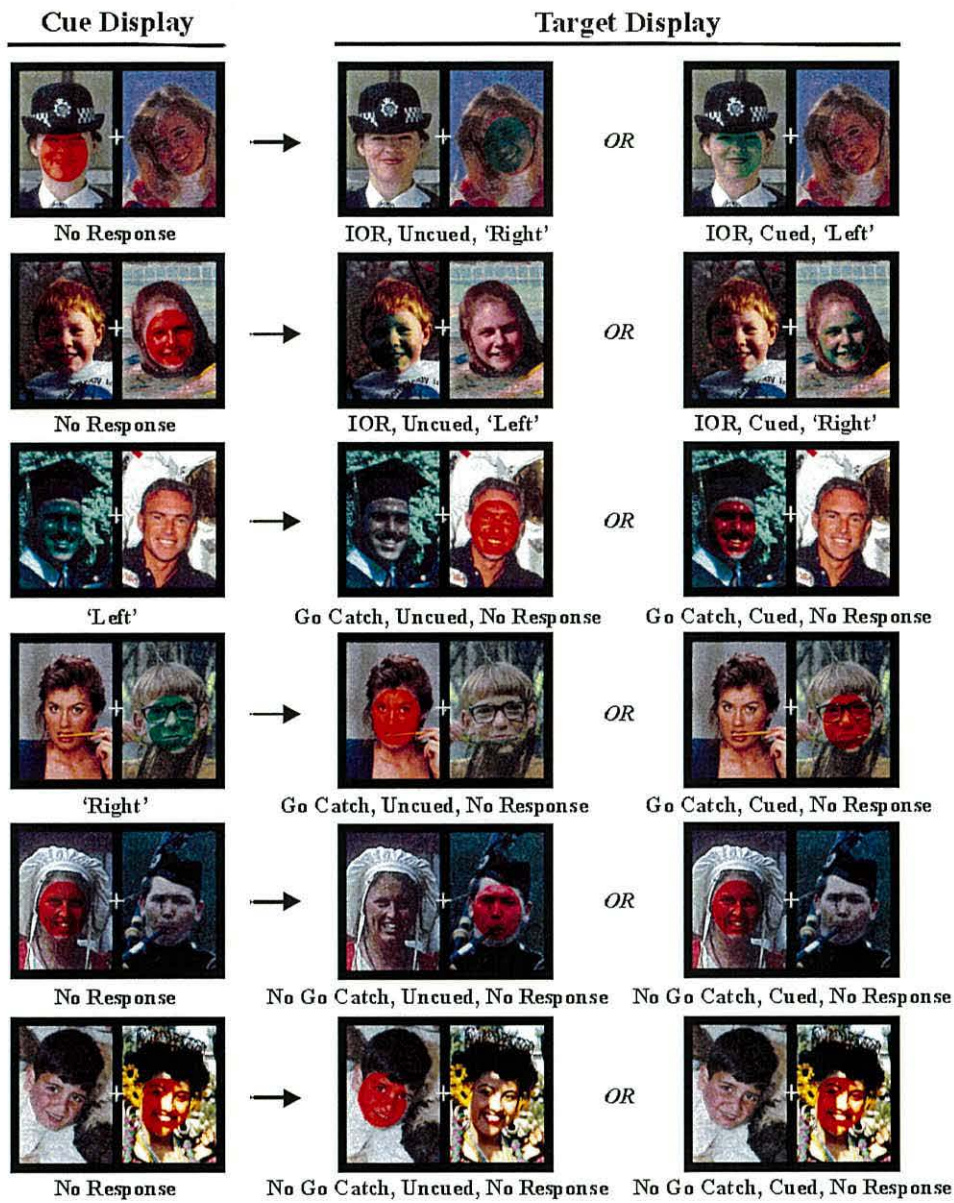 Cue Display Target Display
OR
No Response IOR, Uncued, ‘Right’ IOR, Cued, ‘Left’
OR
No Response IOR, Uncued, ‘Left’ IOR, Cued, ‘Right’
OR
‘Left’ Go Catch, Uncued, No Response Go Catch, Cued, No Response
OR
‘Right’ Go Catch, Uncued, No Response Go Catch, Cued, No Response
OR
No Response No Go Catch, Uncued, No Response No Go Catch, Cued, No Response
OR
No Response No Go Catch, Uncued, No Response No Go Catch, Cued, No Response